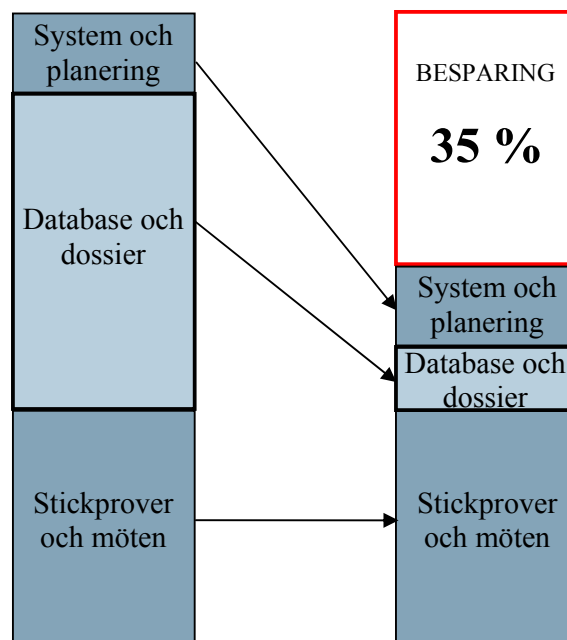 System och
planering
Database och
dossier
Stickprover
och möten
BESPARING
35 %
System och
planering
Database och
dossier
Stickprover
och möten